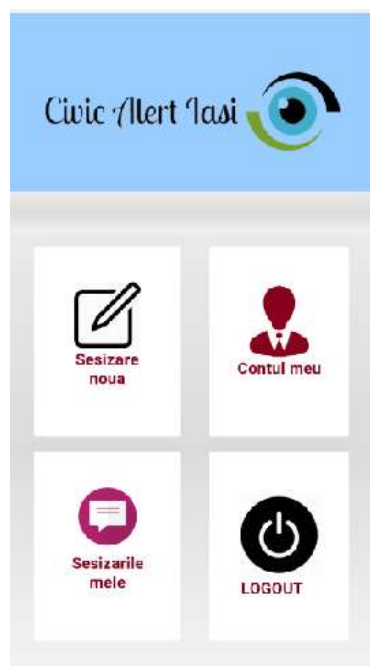 Civic Alert Iasi
Sesizare
noua
Contul meu
Sesizarile
mele
LOGOUT